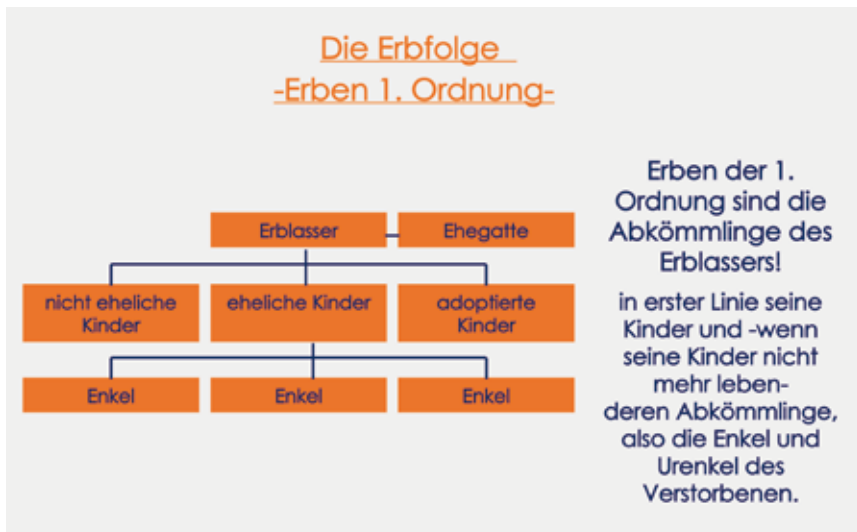 Die Erbfolge
-Erben 1. Ordnung-
Erblasser
Ehegatte
nicht eheliche
Kinder
eheliche Kinder
adoptierte
Kinder
Enkel
Enkel
Enkel
Erben der 1.
Ordnung sind die
Abkömmlinge des
Erblassers!
in erster Linie seine
Kinder und -wenn
seine Kinder nicht
mehr leben-
deren Abkömmlinge,
also die Enkel und
Urenkel des
Verstorbenen.